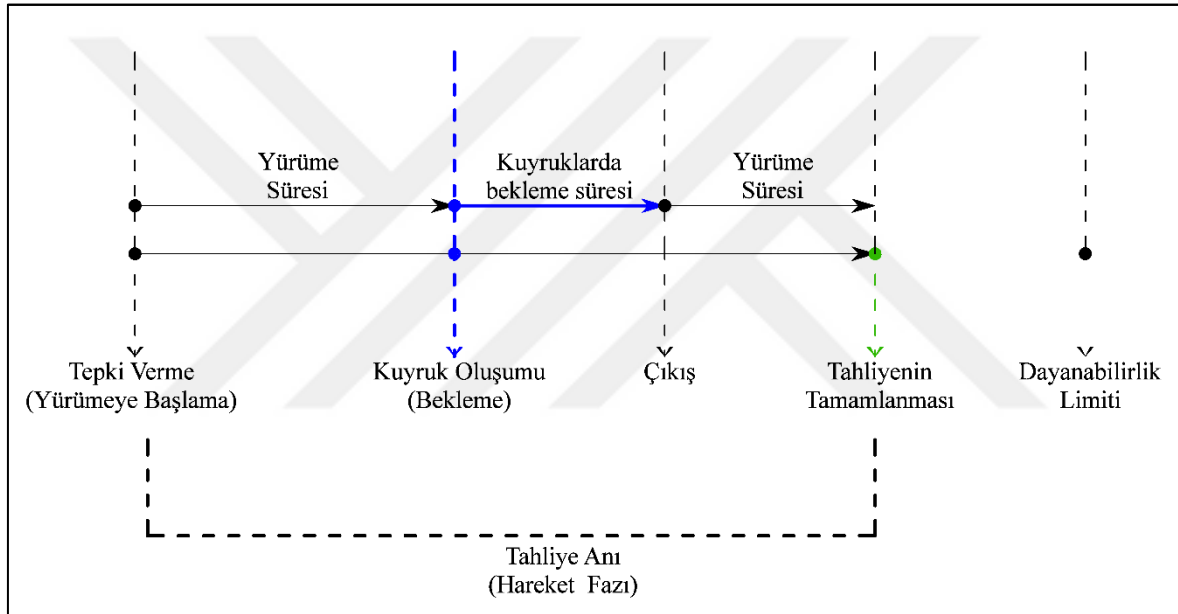 Yürüme
Süresi
Kuyruklarda
bekleme süresi
Yürüme
Süresi
Tepki Verme
(Yürümeye Başlama)
Kuyruk Oluşumu
(Bekleme)
Çıkış
Tahliyenin
Tamamlanması
Dayanabilirlik
Limiti
Tahliye Anı
(Hareket Fazı)